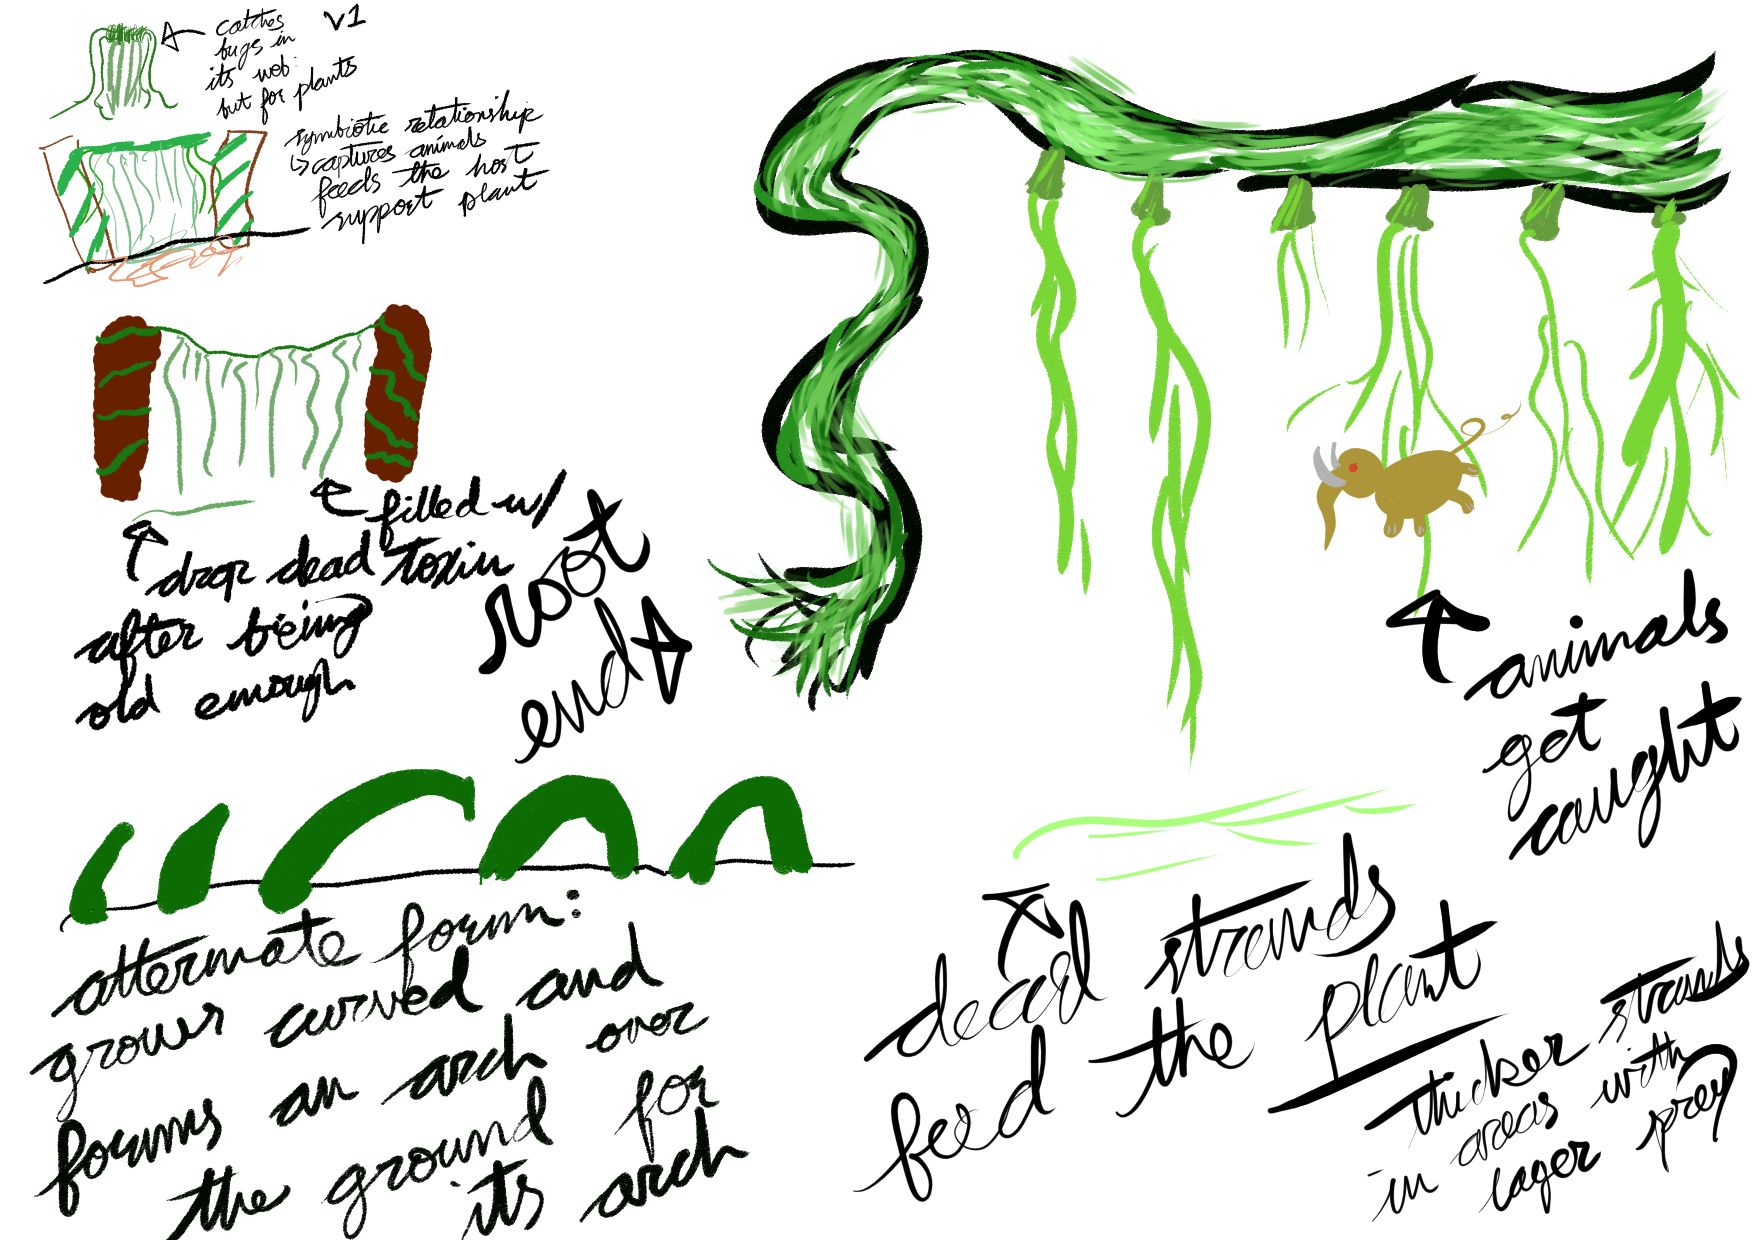 catches
v1
bugs in
its web:
but for plants
symbiotic relationship
↳ captures animals
feeds the host
support plant
filled w/
toxin
drop dead
after being
old enough
root
end
animals
get
caught
alternate form:
grows curved and
forms an arch over
the ground for
its arch
dead strands
feed the plant
thicker strands
in areas with
lager prey